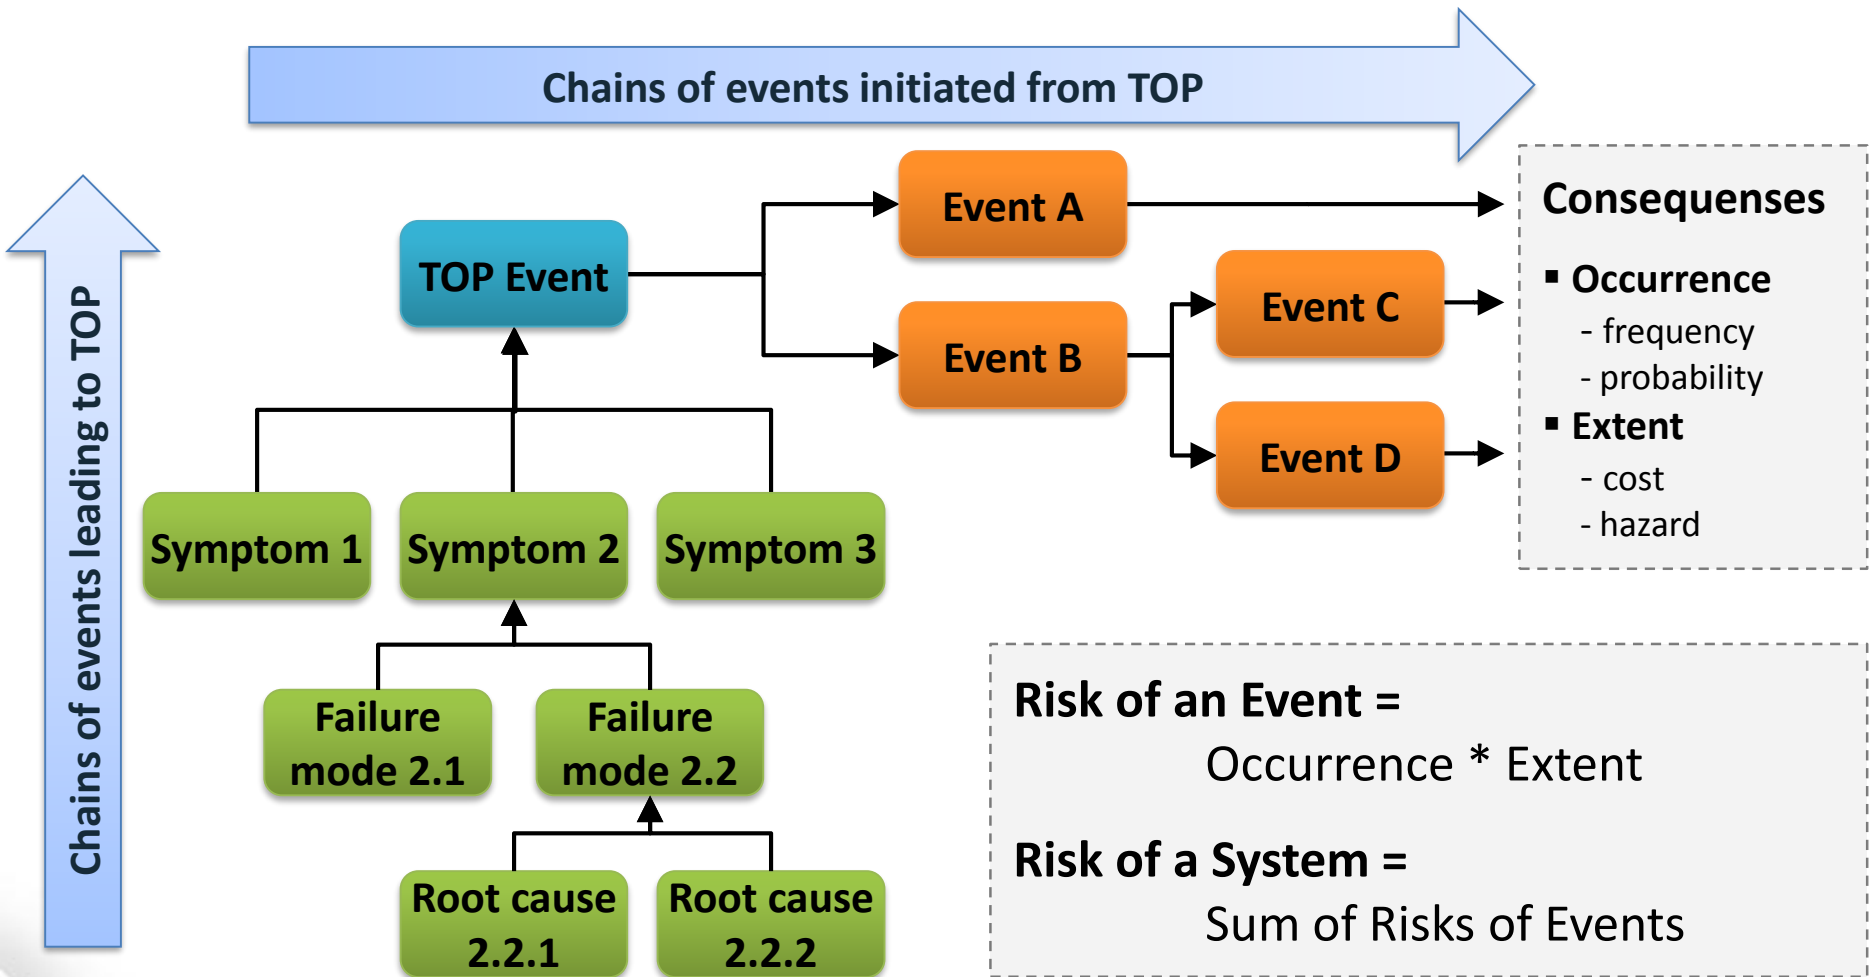 Chains of events initiated from TOP
Chains of events leading to TOP
TOP Event
Event A
Event B
Event C
Event D
Consequenses
▪ Occurrence
- frequency
- probability
▪ Extent
- cost
- hazard
Symptom 1
Symptom 2
Symptom 3
Failure
mode 2.1
Failure
mode 2.2
Root cause
2.2.1
Root cause
2.2.2
Risk of an Event =
Occurrence * Extent
Risk of a System =
Sum of Risks of Events